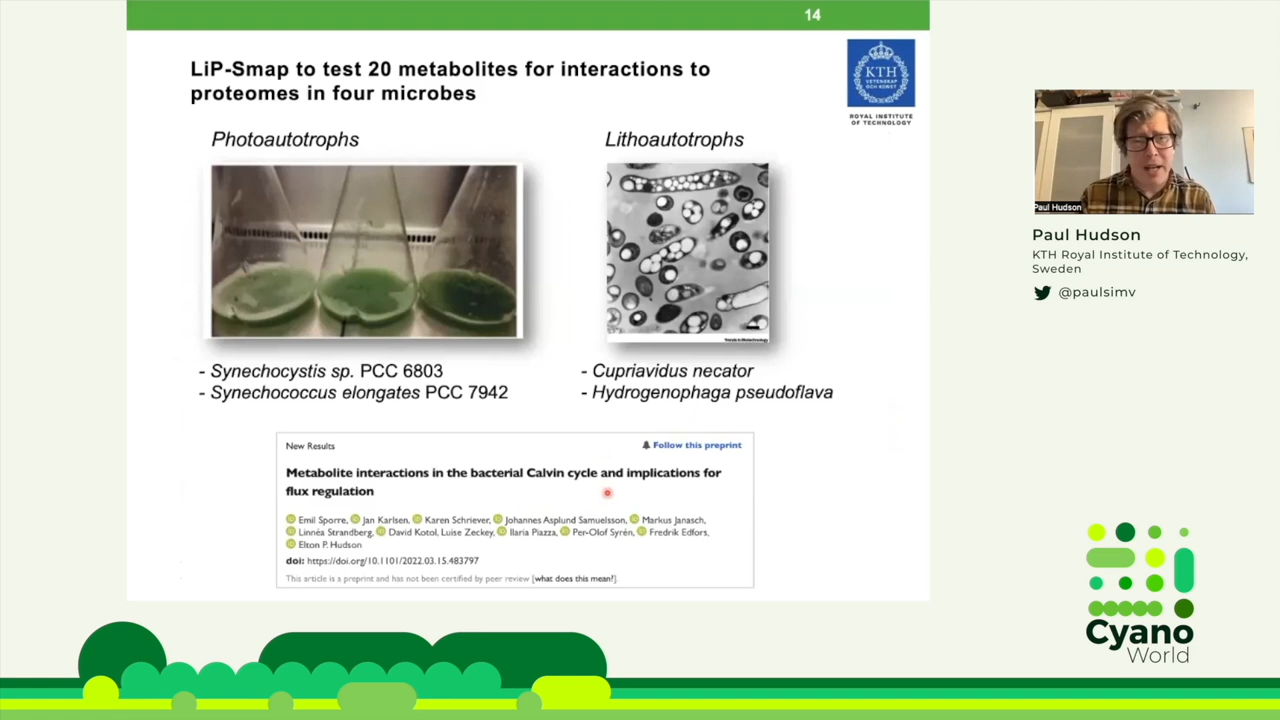 14
LiP-Smap to test 20 metabolites for interactions to
proteomes in four microbes
KTH
VETENSKAP
OCH KONST
ROYAL INSTITUTE
OF TECHNOLOGY
Photoautotrophs
Lithoautotrophs
Trends in Biotechnology
- Synechocystis sp. PCC 6803
- Synechococcus elongates PCC 7942
- Cupriavidus necator
- Hydrogenophaga pseudoflava
New Results
Follow this preprint
Metabolite interactions in the bacterial Calvin cycle and implications for
flux regulation
Emil Sporre, Jan Karlsen, Karen Schriever, Johannes Asplund Samuelsson, Markus Janasch,
Linnéa Strandberg, David Kotol, Luise Zeckey, Ilaria Piazza, Per-Olof Syrén, Fredrik Edfors,
Elton P. Hudson
doi: https://doi.org/10.1101/2022.03.15.483797
This article is a preprint and has not been certified by peer review [what does this mean?].
Paul Hudson
Paul Hudson
KTH Royal Institute of Technology,
Sweden
@paulsimv
Cyano
World